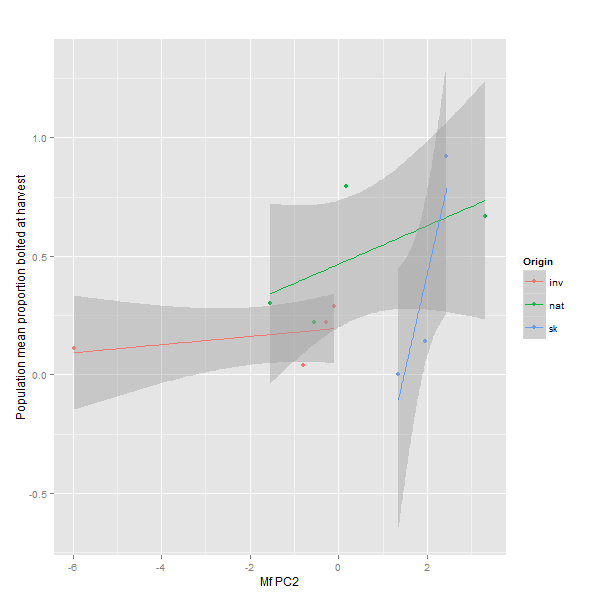 1.0
0.5
0.0
-0.5
-6
-4
-2
0
2
Mf PC2
Population mean proportion bolted at harvest
Origin
inv
nat
sk